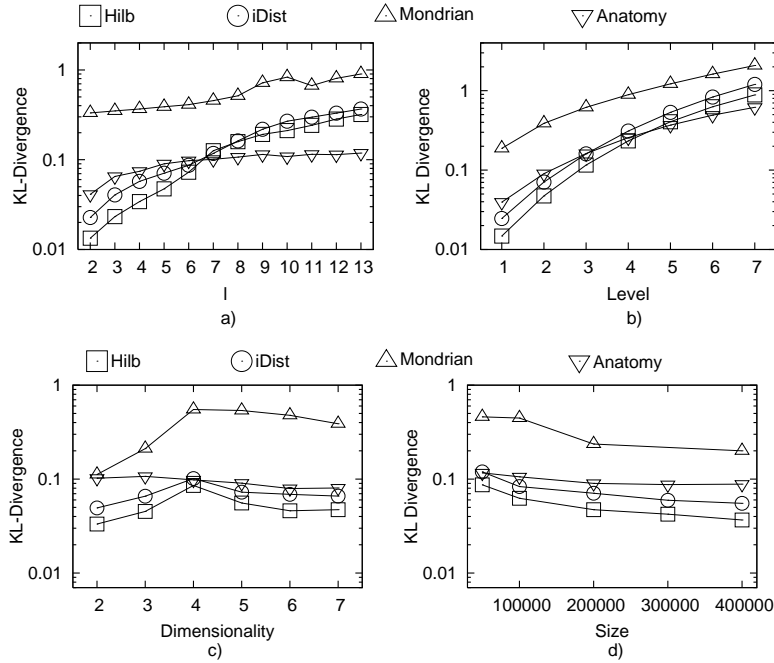 Hilb iDist Mondrian Anatomy
KL-Divergence
1
0.1
0.01
2 3 4 5 6 7 8 9 10 11 12 13
l
a)
KL Divergence
1
0.1
0.01
1 2 3 4 5 6 7
Level
b)
Hilb iDist Mondrian Anatomy
KL-Divergence
1
0.1
0.01
2 3 4 5 6 7
Dimensionality
c)
KL Divergence
1
0.1
0.01
100000 200000 300000 400000
Size
d)